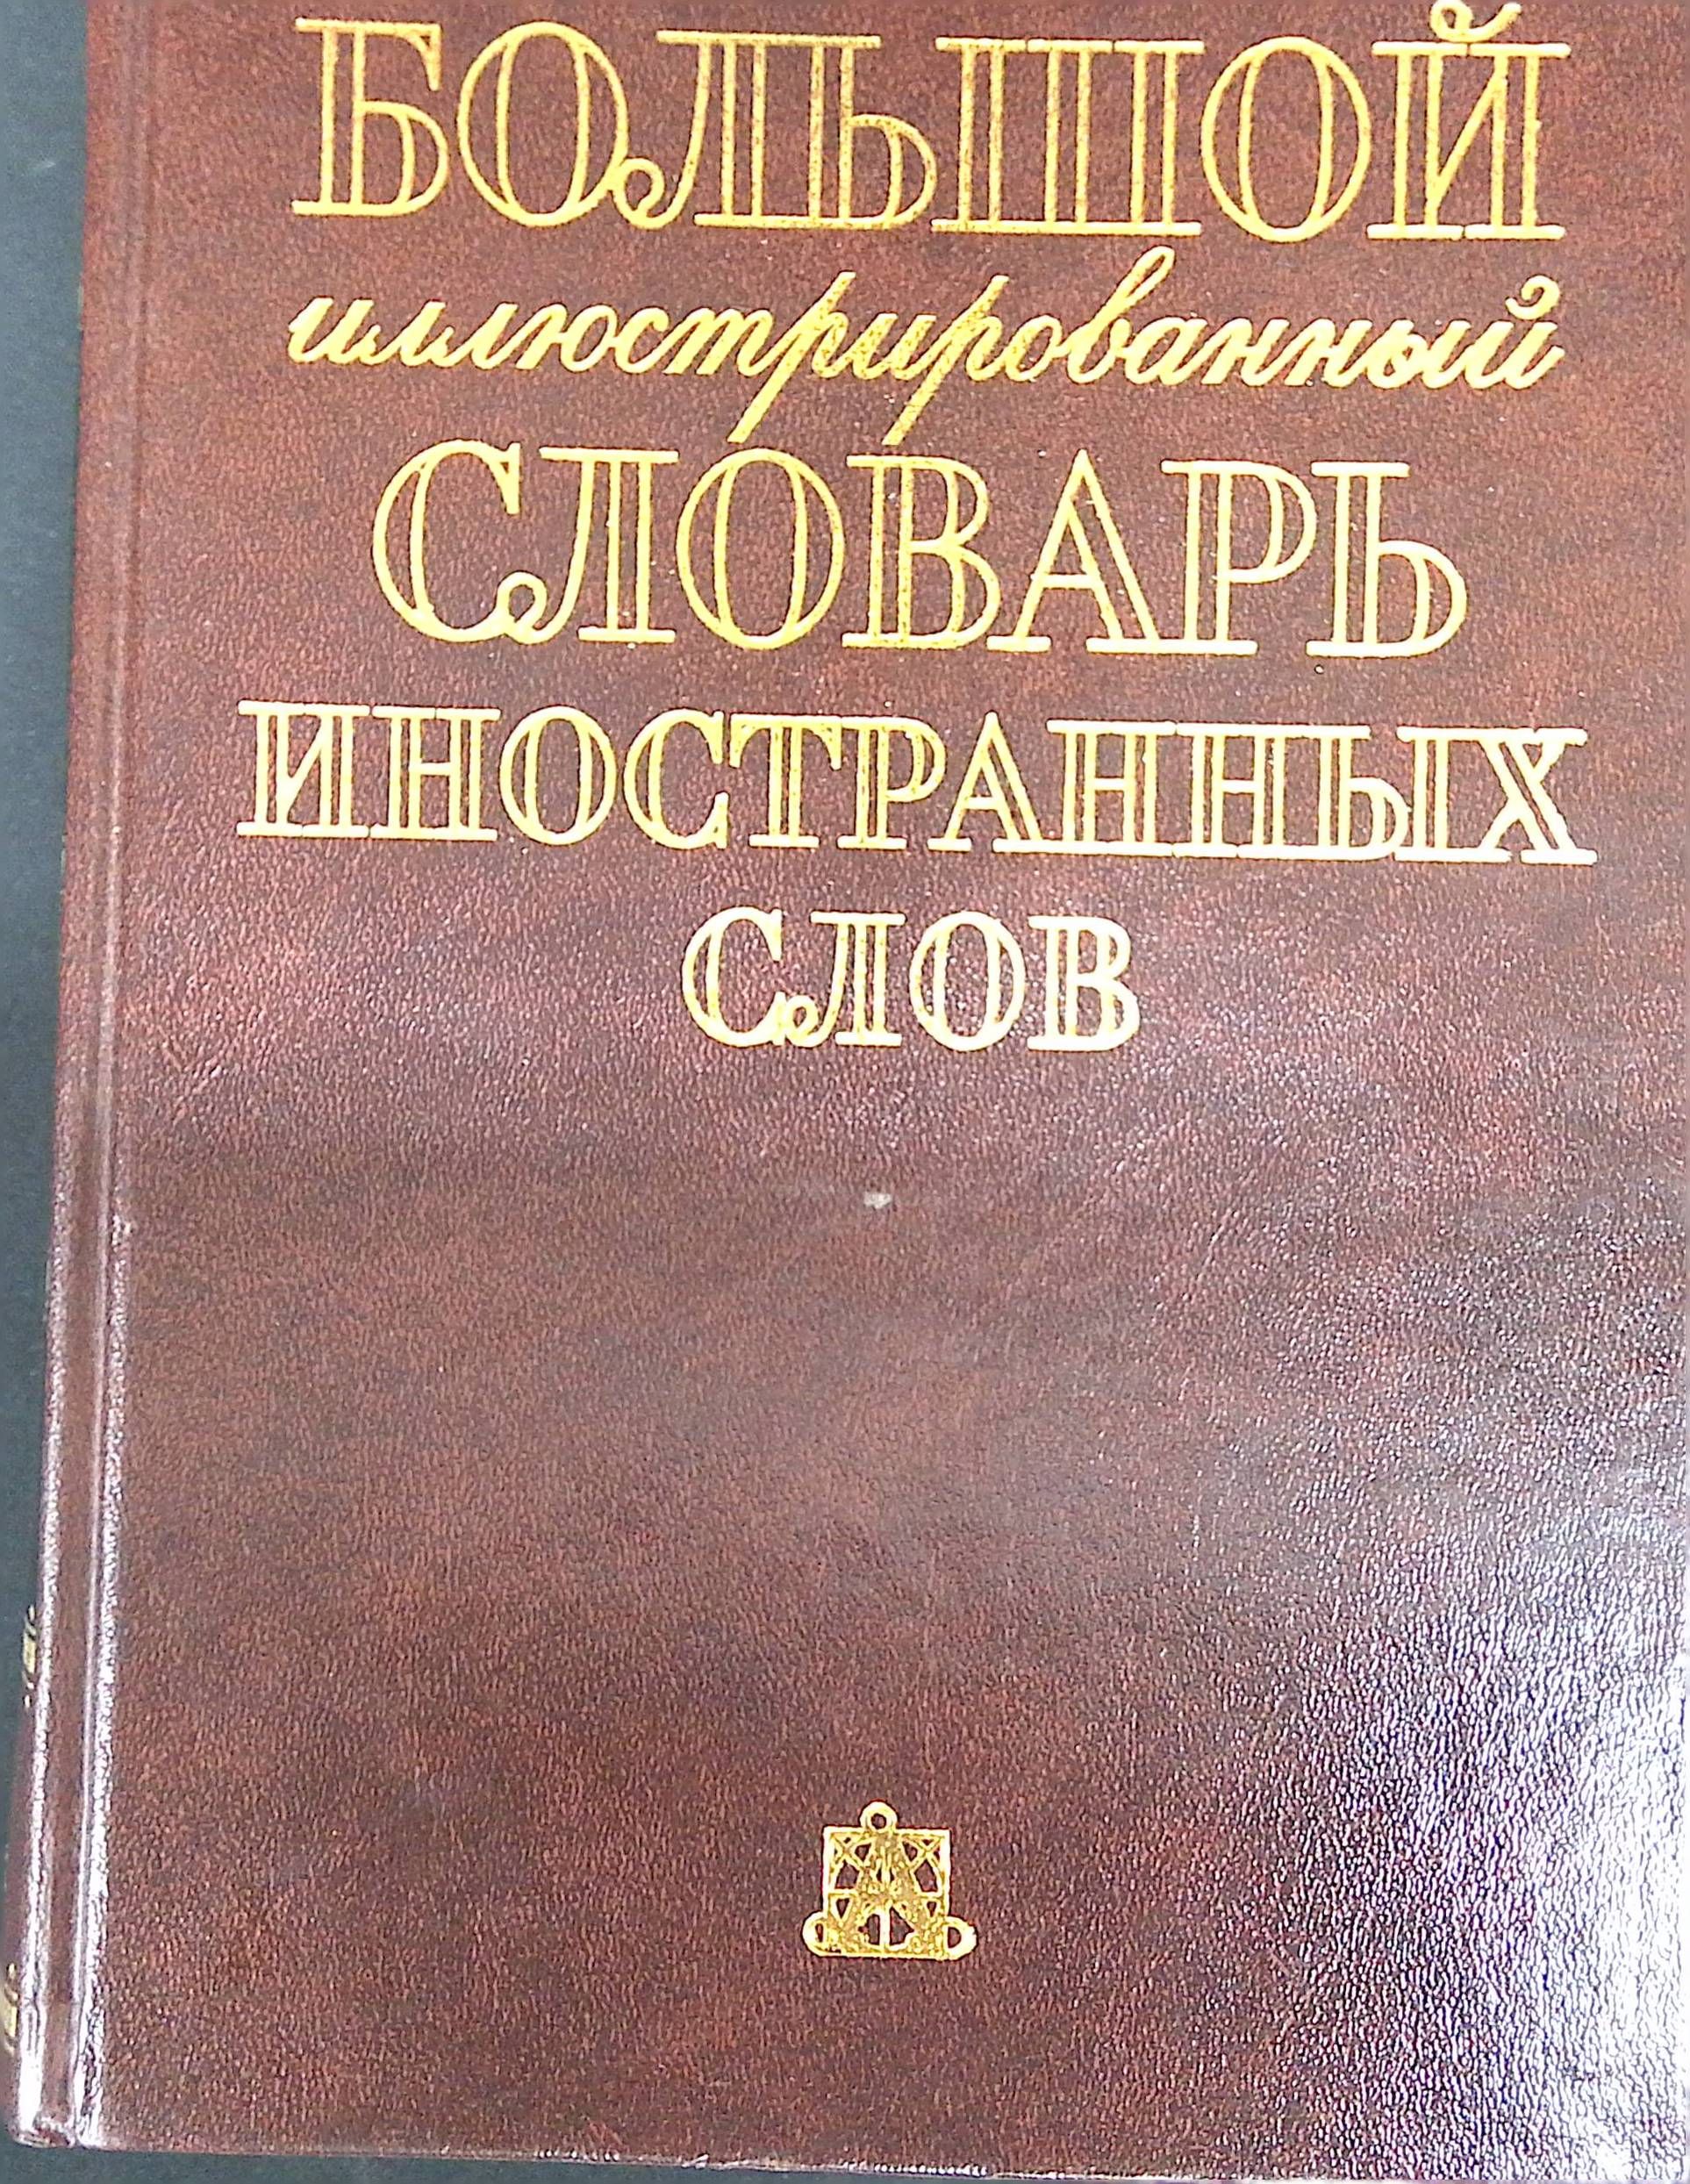 БОЛЬШОЙ
иллюстрированный
СЛОВАРЬ
ИНОСТРАННЫХ
СЛОВ